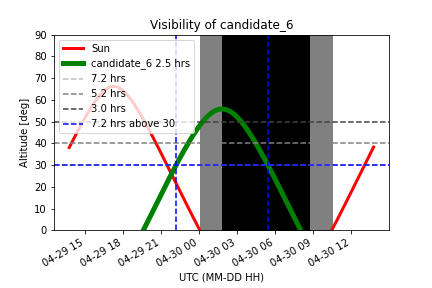 Visibility of candidate_6
Altitude [deg]
90
80
70
60
50
40
30
20
10
0
Sun
candidate_6 2.5 hrs
7.2 hrs
5.2 hrs
3.0 hrs
7.2 hrs above 30
04-29 15
04-29 18
04-29 21
04-30 00
04-30 03
04-30 06
04-30 09
04-30 12
UTC (MM-DD HH)